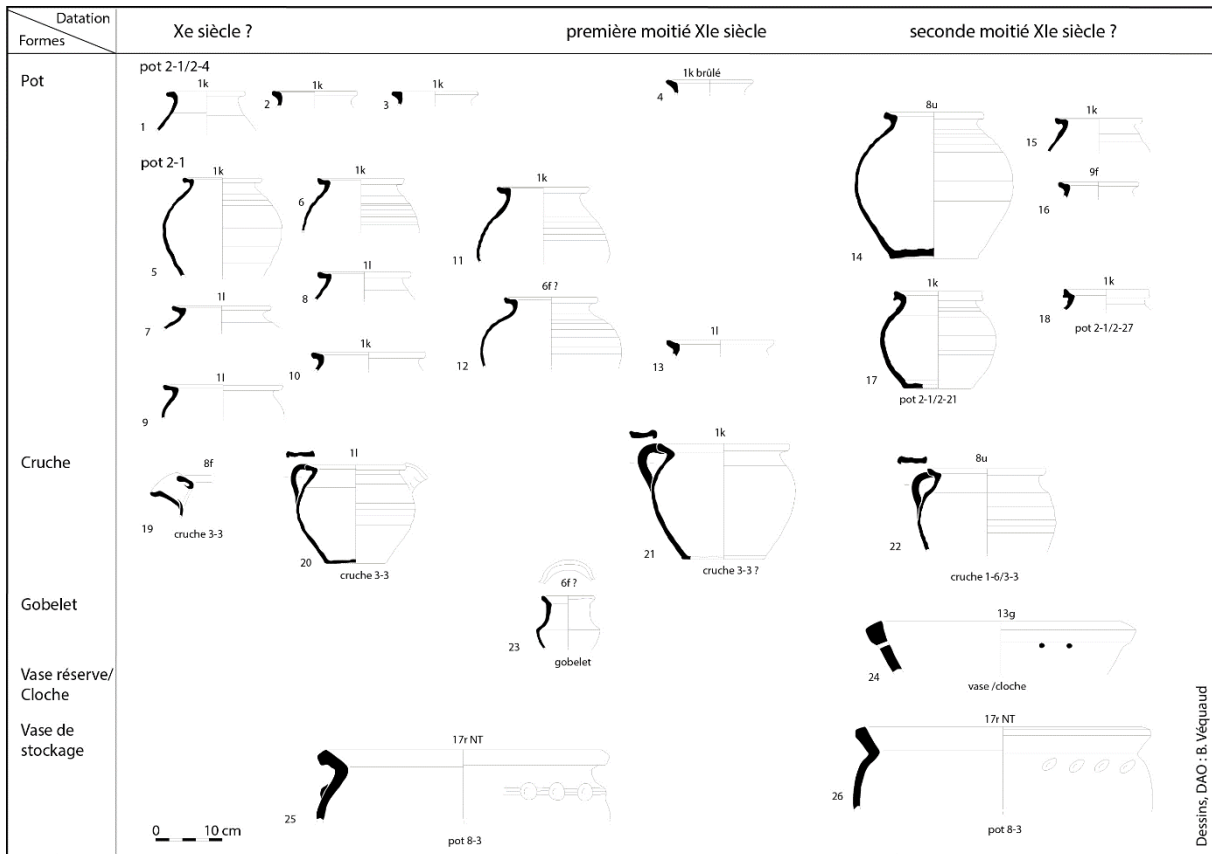 Datation
Formes
Xe siècle ?
première moitié XIe siècle
seconde moitié XIe siècle ?
Pot
pot 2-1/2-4
1k
1
1k
2
1k
3
1k brûlé
4
8u
14
1k
15
9f
16
pot 2-1
1k
5
1k
6
1l
7
1l
8
1l
9
1k
10
1k
11
6f ?
12
1l
13
1k
17
pot 2-1/2-21
1k
18
pot 2-1/2-27
Cruche
8f
19
cruche 3-3
1l
20
cruche 3-3
1k
21
cruche 3-3 ?
8u
22
cruche 1-6/3-3
Gobelet
6f ?
23
gobelet
Vase réserve/
Cloche
13g
24
vase /cloche
Vase de
stockage
17r NT
25
pot 8-3
17r NT
26
pot 8-3
0 10 cm
Dessins, DAO : B. Véquaud